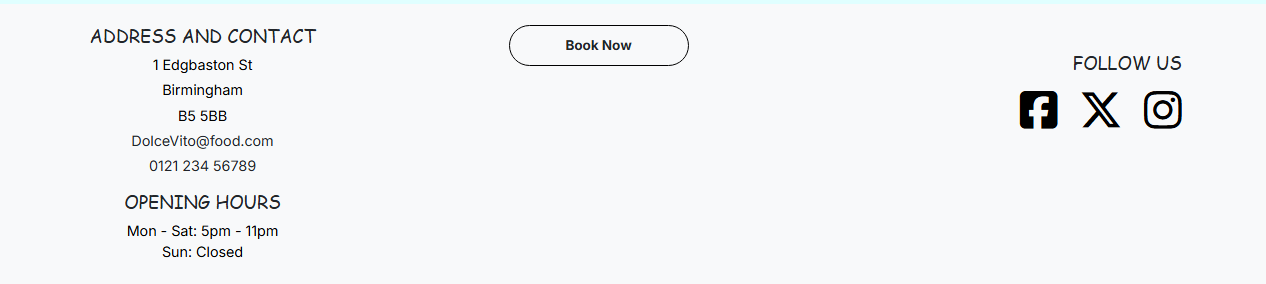 ADDRESS AND CONTACT
1 Edgbaston St
Birmingham
B5 5BB
DolceVito@food.com
0121 234 56789
OPENING HOURS
Mon - Sat: 5pm - 11pm
Sun: Closed
Book Now
FOLLOW US